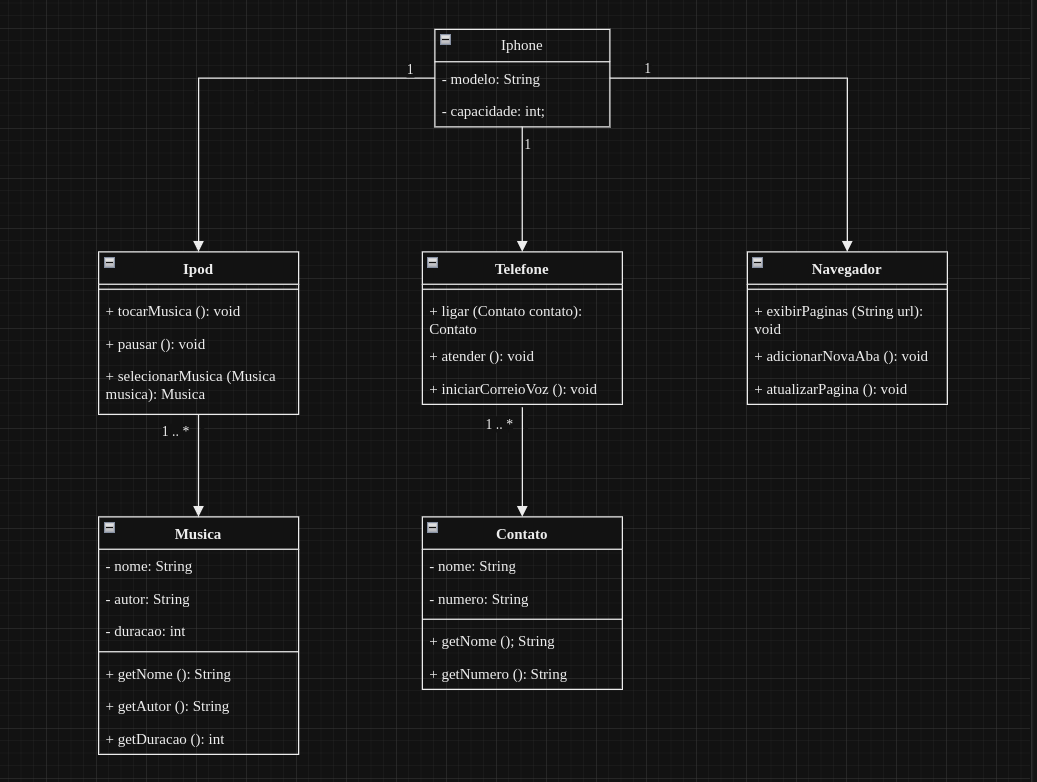 Iphone
- modelo: String
- capacidade: int;
1
1
1
Ipod
+ tocarMusica (): void
+ pausar (): void
+ selecionarMusica (Musica
musica): Musica
1 .. *
Telefone
+ ligar (Contato contato):
Contato
+ atender (): void
+ iniciarCorreioVoz (): void
1 .. *
Navegador
+ exibirPaginas (String url):
void
+ adicionarNovaAba (): void
+ atualizarPagina (): void
Musica
- nome: String
- autor: String
- duracao: int
+ getNome (): String
+ getAutor (): String
+ getDuracao (): int
Contato
- nome: String
- numero: String
+ getNome (); String
+ getNumero (): String